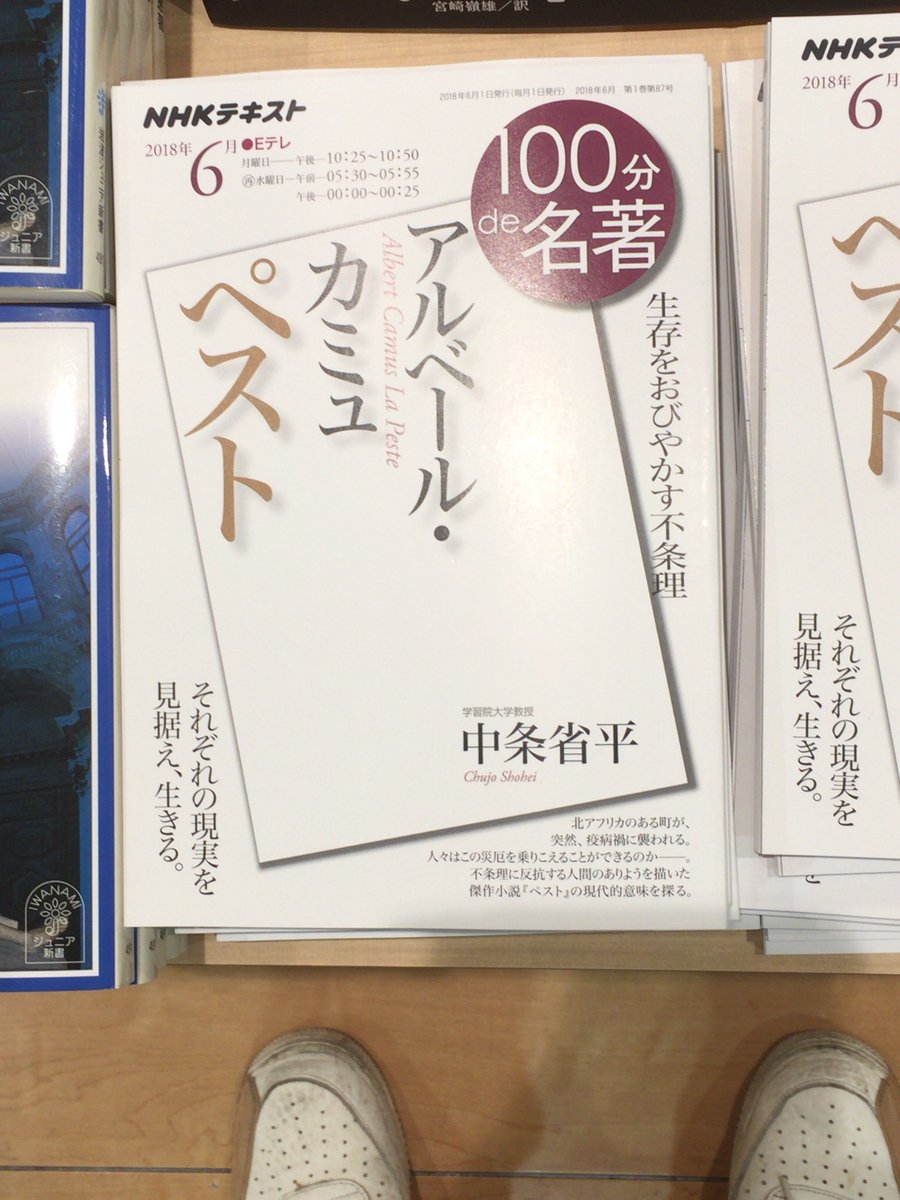 宮崎嶺雄/訳
NHKテキスト
2018年6月1日発行(毎月1日発行) 2018年6月 第1巻第87号
2018年6月●Eテレ
月曜日――午後―10:25~10:50
再水曜日―午前―05:30~05:55
午後―00:00~00:25
100分
de名著
生存をおびやかす不条理
アルベール・
カミュ
Albert Camus La Peste
ペスト
学習院大学教授
中条省平
Chujo Shohei
それぞれの現実を
見据え、生きる。
北アフリカのある町が、
突然、疫病禍に襲われる。
人々はこの災厄を乗りこえることができるのか――。
不条理に反抗する人間のありようを描いた
傑作小説『ペスト』の現代的意味を探る。
NHKテ
2018年
6月
ペスト
それぞれの現実を
見据え、生きる。
IWANAMI
ジュニア
新書
IWANAMI
ジュニア
新書